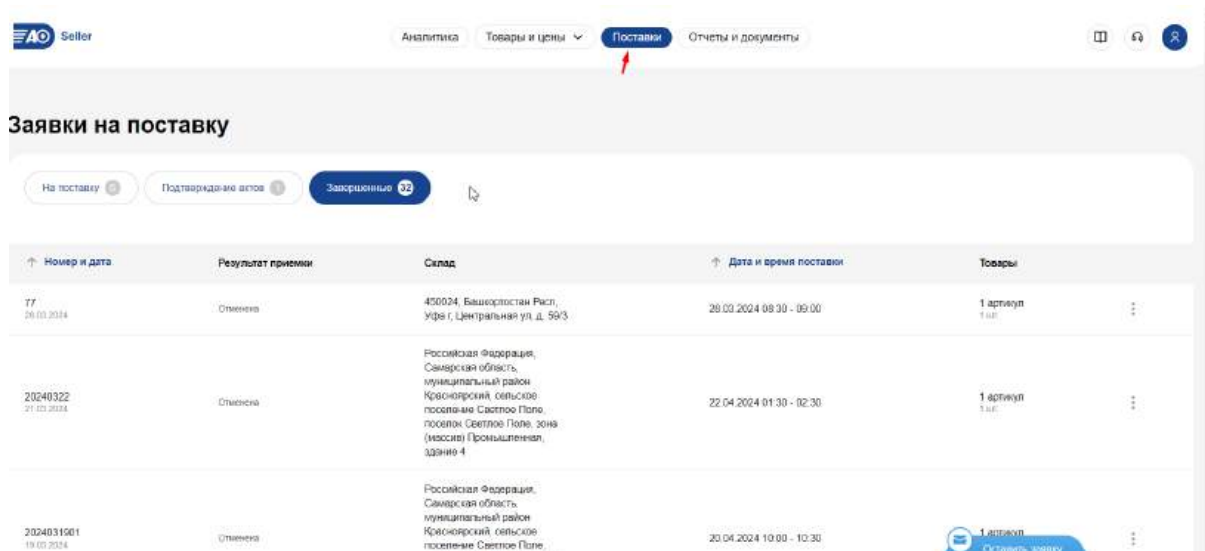 Seller
Аналитика
Товары и цены
Поставки
Отчеты и документы
Заявки на поставку
На поставку
Подтверждение актов
Завершенные 32
Номер и дата
Результат приемки
Склад
Дата и время поставки
Товары
77
26.03.2024
Отменена
450024, Башкортостан Респ,
Уфа г, Центральная ул, д. 59/3
28.03.2024 08:30 - 09:00
1 артикул
1 шт.
20240322
21.03.2024
Отменена
Российская Федерация,
Самарская область,
муниципальный район
Красноярский, сельское
поселение Светлое Поле,
поселок Светлое Поле, зона
(массив) Промышленная,
здание 4
22.04.2024 01:30 - 02:30
1 артикул
1 шт.
2024031901
19.03.2024
Отменена
Российская Федерация,
Самарская область,
муниципальный район
Красноярский, сельское
поселение Светлое Поле,
20.04.2024 10:00 - 10:30
1 артикул
Оставить заявку